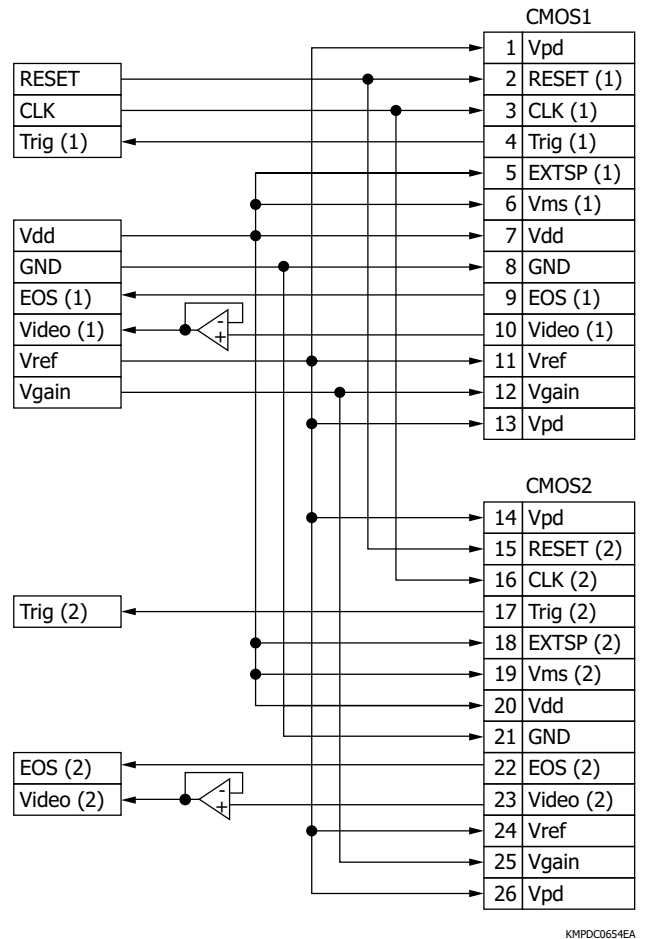 CMOS1
1 Vpd
RESET 2 RESET (1)
CLK 3 CLK (1)
Trig (1) 4 Trig (1)
5 EXTSP (1)
6 Vms (1)
Vdd 7 Vdd
GND 8 GND
EOS (1) 9 EOS (1)
Video (1) - + 10 Video (1)
Vref 11 Vref
Vgain 12 Vgain
13 Vpd
CMOS2
14 Vpd
15 RESET (2)
16 CLK (2)
Trig (2) 17 Trig (2)
18 EXTSP (2)
19 Vms (2)
20 Vdd
21 GND
EOS (2) 22 EOS (2)
Video (2) - + 23 Video (2)
24 Vref
25 Vgain
26 Vpd
KMPDC0654EA